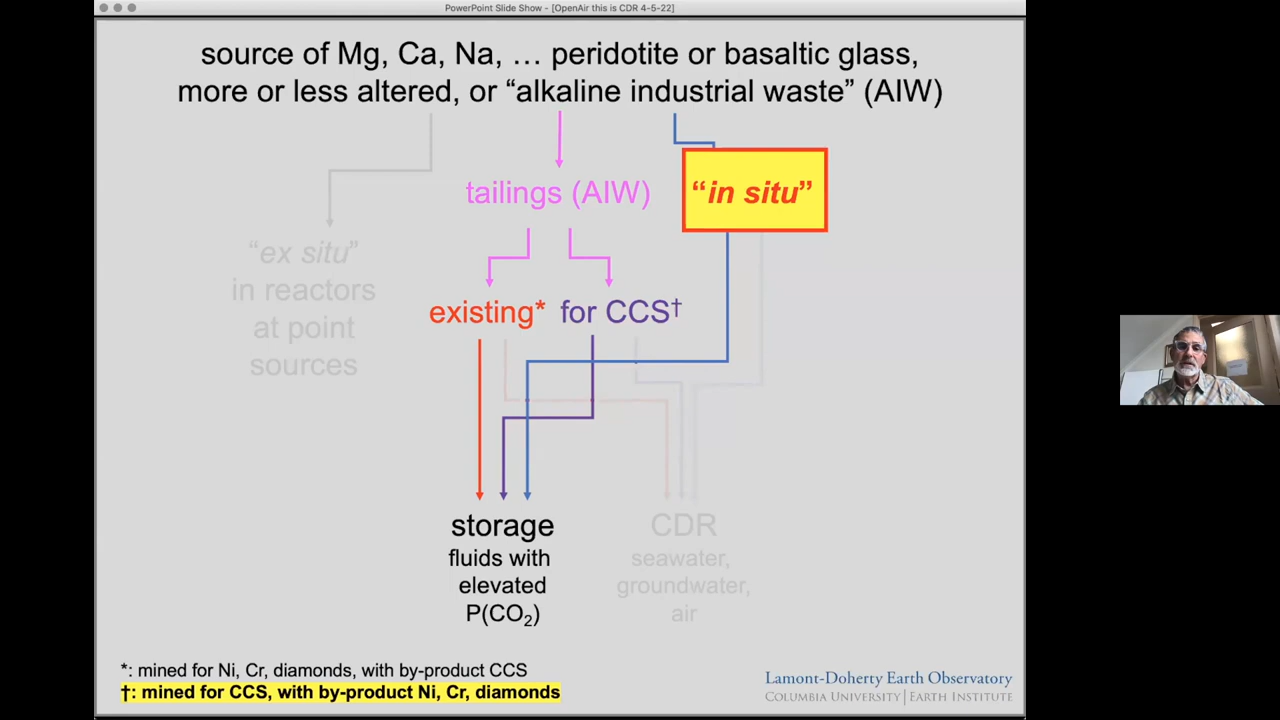 PowerPoint Slide Show - [OpenAir this is CDR 4-5-22]
source of Mg, Ca, Na, … peridotite or basaltic glass,
more or less altered, or “alkaline industrial waste” (AIW)
tailings (AIW)
“in situ”
“ex situ”
in reactors
at point
sources
existing*
for CCS†
storage
fluids with
elevated
P(CO₂)
CDR
seawater,
groundwater,
air
*: mined for Ni, Cr, diamonds, with by-product CCS
†: mined for CCS, with by-product Ni, Cr, diamonds
Lamont-Doherty Earth Observatory
COLUMBIA UNIVERSITY | EARTH INSTITUTE